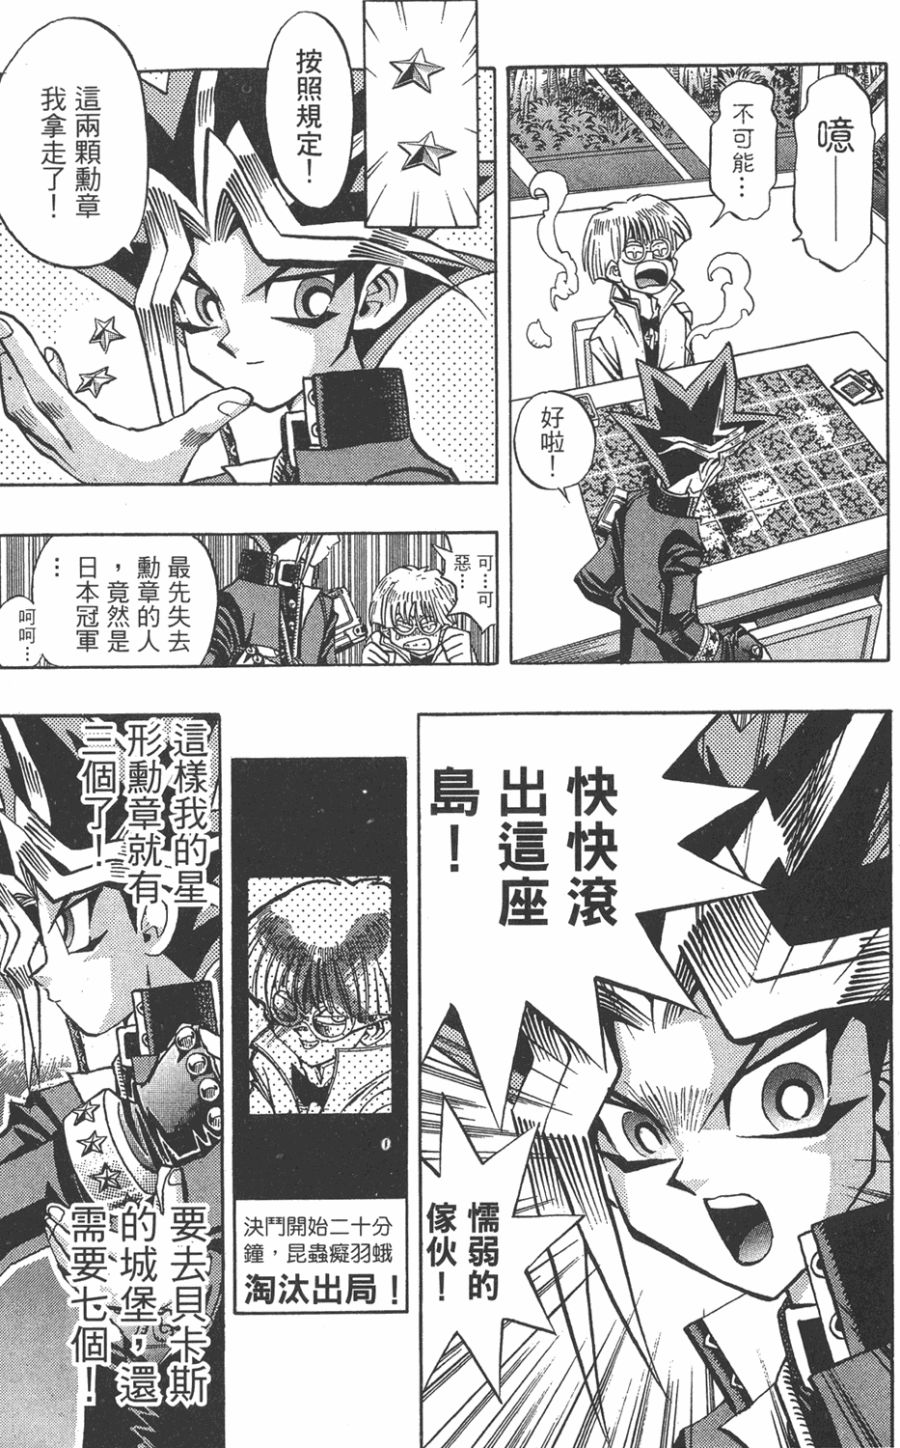 噫——
不可能…
好啦！
按照規定！
這兩顆勳章
我拿走了！
可…可
惡…
最先失去
勳章的人
，竟然是
日本冠軍
…
呵呵…
快快滾
出這座
島！
懦弱的
傢伙！
決鬥開始二十分
鐘，昆蟲癡羽蛾
淘汰出局！
這樣我的星
形勳章就有
三個了！
要去貝卡斯
的城堡，還
需要七個！